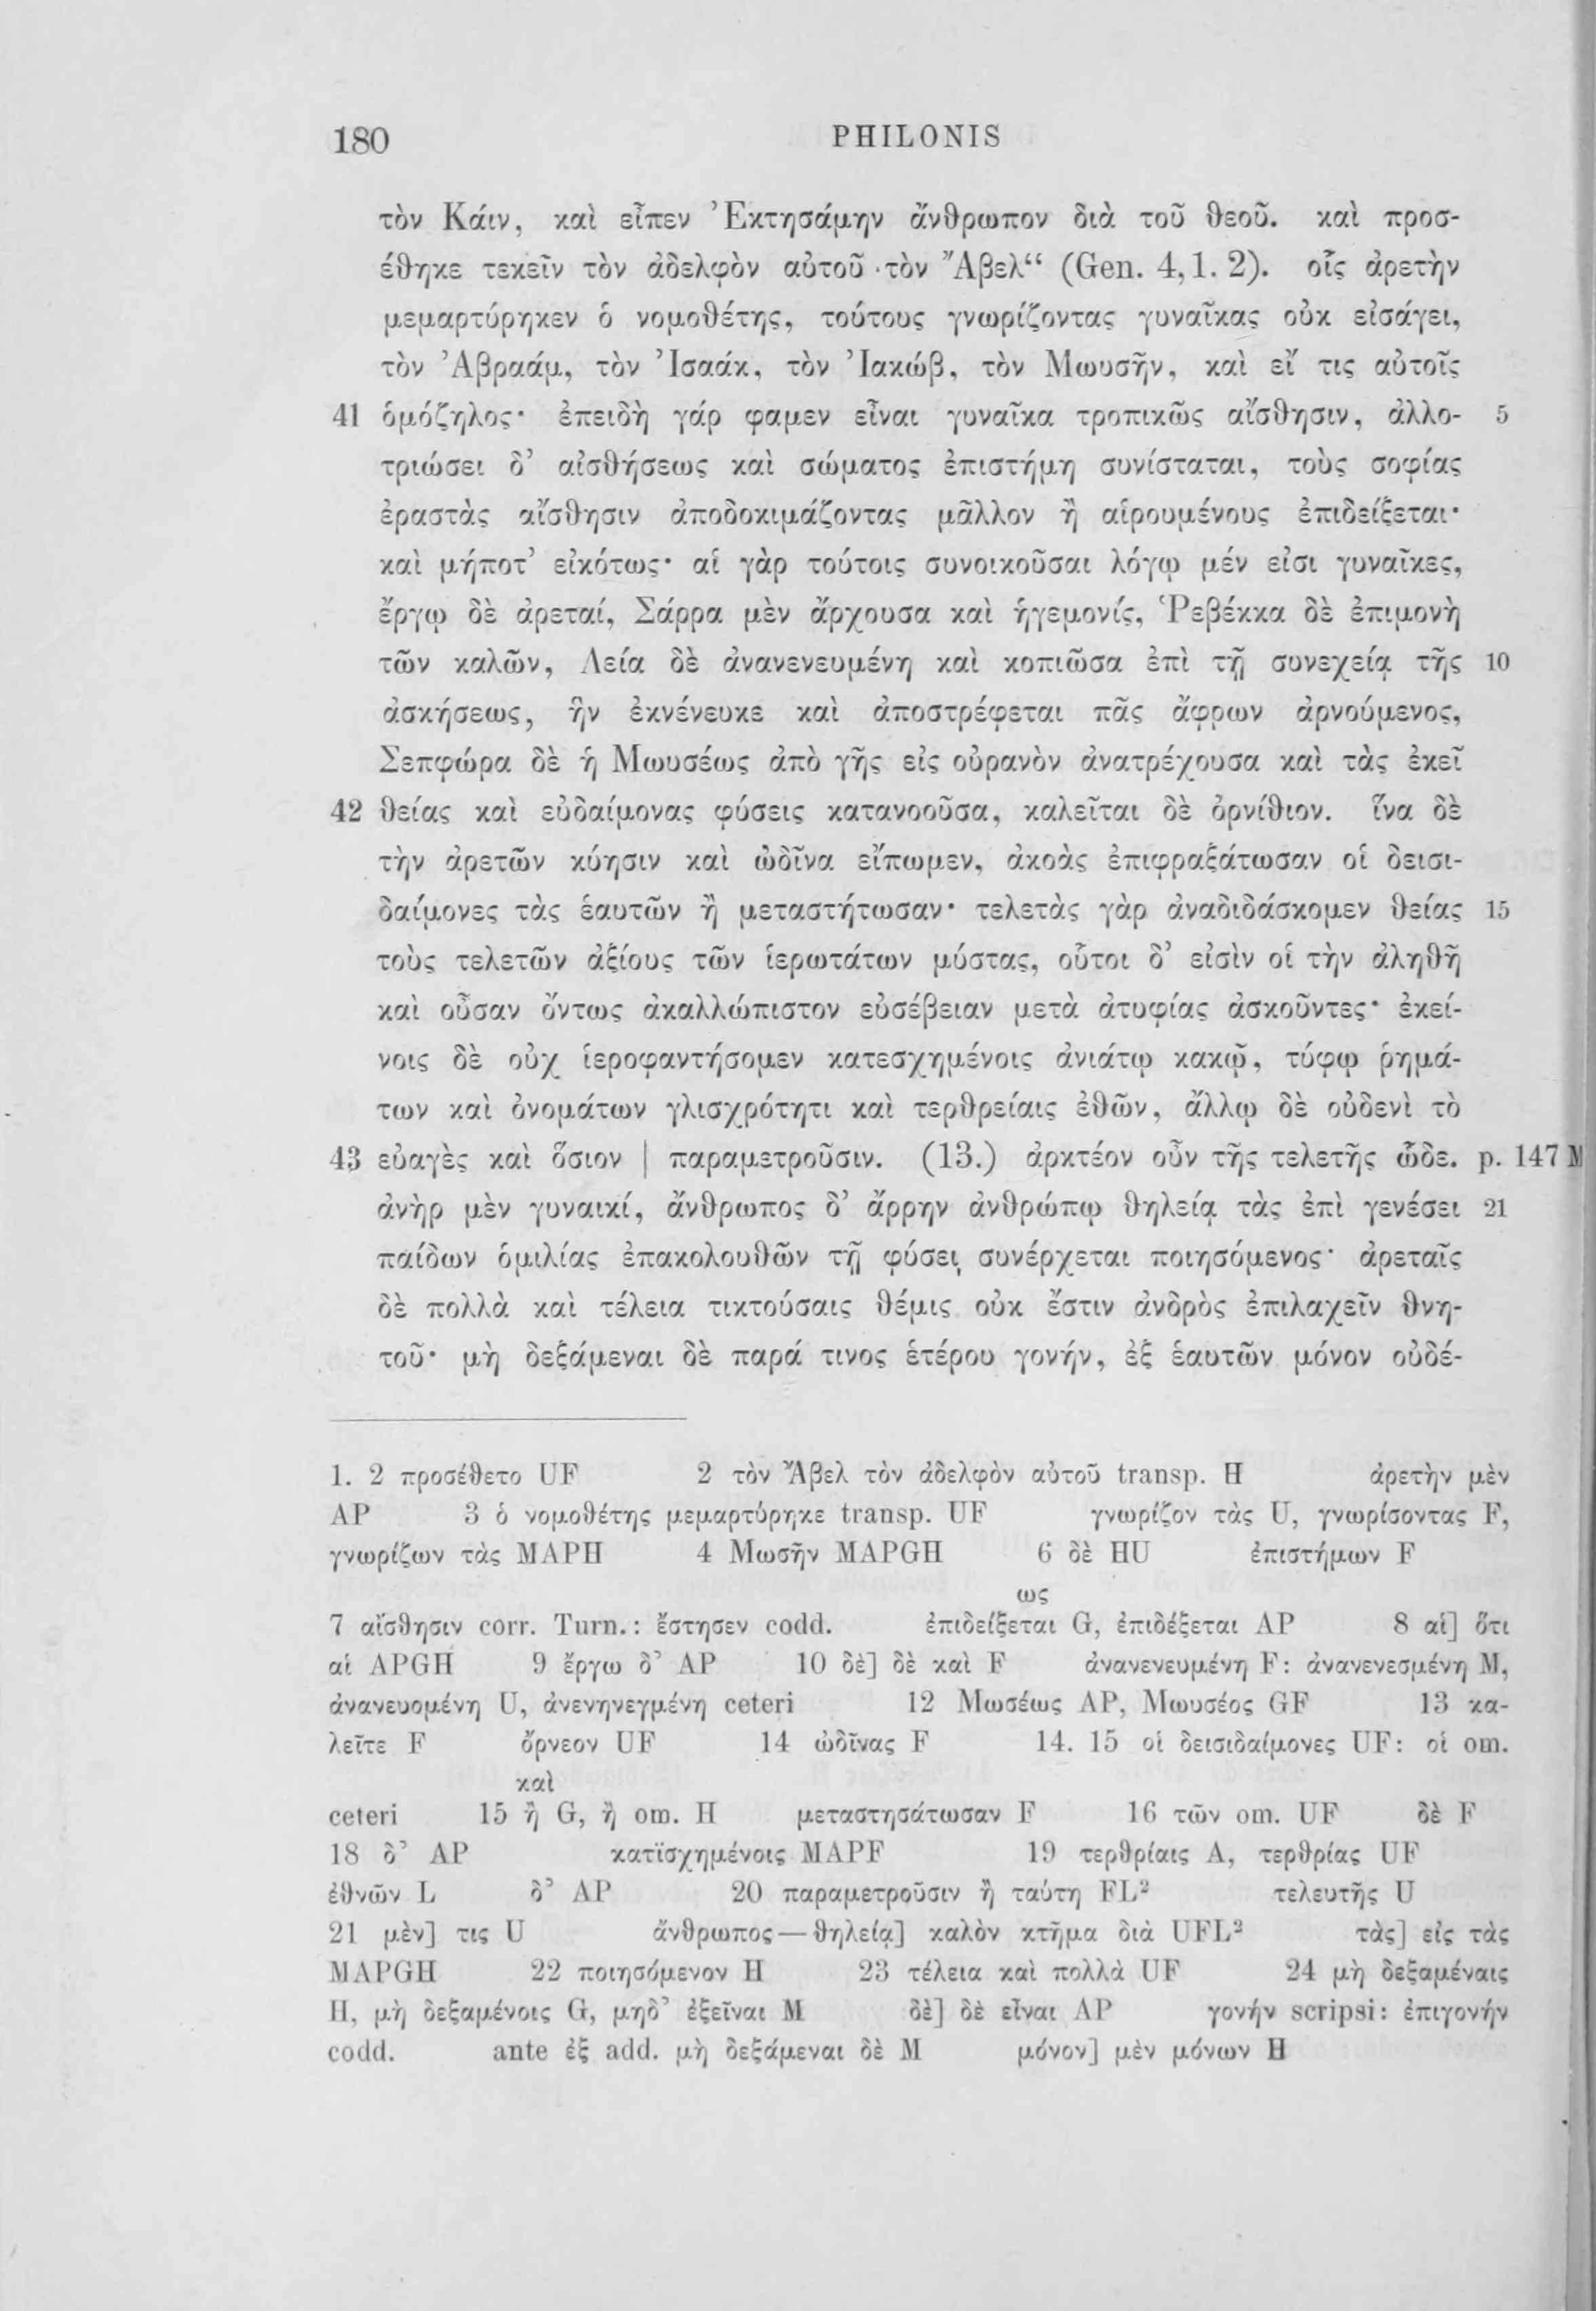 180 PHILONIS
τὸν Κάιν, καὶ εἶπεν Ἐκτησάμην ἄνθρωπον διὰ τοῦ θεοῦ. καὶ προσ-
έθηκε τεκεῖν τὸν ἀδελφὸν αὐτοῦ τὸν Ἄβελ“ (Gen. 4,1. 2). οἷς ἀρετὴν
μεμαρτύρηκεν ὁ νομοθέτης, τούτους γνωρίζοντας γυναῖκας οὐκ εἰσάγει,
τὸν Ἀβραάμ, τὸν Ἰσαάκ, τὸν Ἰακώβ, τὸν Μωυσῆν, καὶ εἴ τις αὐτοῖς
41 ὁμόζηλος· ἐπειδὴ γάρ φαμεν εἶναι γυναῖκα τροπικῶς αἴσθησιν, ἀλλο- 5
τριώσει δ’ αἰσθήσεως καὶ σώματος ἐπιστήμη συνίσταται, τοὺς σοφίας
ἐραστὰς αἴσθησιν ἀποδοκιμάζοντας μᾶλλον ἢ αἱρουμένους ἐπιδείξεται·
καὶ μήποτ’ εἰκότως· αἱ γὰρ τούτοις συνοικοῦσαι λόγῳ μέν εἰσι γυναῖκες,
ἔργῳ δὲ ἀρεταί, Σάρρα μὲν ἄρχουσα καὶ ἡγεμονίς, Ῥεβέκκα δὲ ἐπιμονὴ
τῶν καλῶν, Λεία δὲ ἀνανενευμένη καὶ κοπιῶσα ἐπὶ τῇ συνεχείᾳ τῆς 10
ἀσκήσεως, ἣν ἐκνένευκε καὶ ἀποστρέφεται πᾶς ἄφρων ἀρνούμενος,
Σεπφώρα δὲ ἡ Μωυσέως ἀπὸ γῆς εἰς οὐρανὸν ἀνατρέχουσα καὶ τὰς ἐκεῖ
42 θείας καὶ εὐδαίμονας φύσεις κατανοοῦσα, καλεῖται δὲ ὀρνίθιον. ἵνα δὲ
τὴν ἀρετῶν κύησιν καὶ ὠδῖνα εἴπωμεν, ἀκοὰς ἐπιφραξάτωσαν οἱ δεισι-
δαίμονες τὰς ἑαυτῶν ἢ μεταστήτωσαν· τελετὰς γὰρ ἀναδιδάσκομεν θείας 15
τοὺς τελετῶν ἀξίους τῶν ἱερωτάτων μύστας, οὗτοι δ’ εἰσὶν οἱ τὴν ἀληθῆ
καὶ οὖσαν ὄντως ἀκαλλώπιστον εὐσέβειαν μετὰ ἀτυφίας ἀσκοῦντες· ἐκεί-
νοις δὲ οὐχ ἱεροφαντήσομεν κατεσχημένοις ἀνιάτῳ κακῷ, τύφῳ ῥημά-
των καὶ ὀνομάτων γλισχρότητι καὶ τερθρείαις ἐθῶν, ἄλλῳ δὲ οὐδενὶ τὸ
43 εὐαγὲς καὶ ὅσιον | παραμετροῦσιν. (13.) ἀρκτέον οὖν τῆς τελετῆς ὧδε. p. 147 M
ἀνὴρ μὲν γυναικί, ἄνθρωπος δ’ ἄρρην ἀνθρώπῳ θηλείᾳ τὰς ἐπὶ γενέσει 21
παίδων ὁμιλίας ἐπακολουθῶν τῇ φύσει συνέρχεται ποιησόμενος· ἀρεταῖς
δὲ πολλὰ καὶ τέλεια τικτούσαις θέμις οὐκ ἔστιν ἀνδρὸς ἐπιλαχεῖν θνη-
τοῦ· μὴ δεξάμεναι δὲ παρά τινος ἑτέρου γονήν, ἐξ ἑαυτῶν μόνον οὐδέ-
1. 2 προσέθετο UF 2 τὸν Ἄβελ τὸν ἀδελφὸν αὐτοῦ transp. H ἀρετὴν μὲν
AP 3 ὁ νομοθέτης μεμαρτύρηκε transp. UF γνωρίζον τὰς U, γνωρίσοντας F,
γνωρίζων τὰς MAPH 4 Μωσῆν MAPGH 6 δὲ HU ἐπιστήμων F
ως
7 αἴσθησιν corr. Turn.: ἔστησεν codd. ἐπιδείξεται G, ἐπιδέξεται AP 8 αἱ] ὅτι
αἱ APGH 9 ἔργω δ’ AP 10 δὲ] δὲ καὶ F ἀνανενευμένη F: ἀνανενεσμένη M,
ἀνανευομένη U, ἀνενηνεγμένη ceteri 12 Μωσέως AP, Μωυσέος GF 13 κα-
λεῖτε F ὄρνεον UF 14 ὠδῖνας F 14. 15 οἱ δεισιδαίμονες UF: οἱ om.
καὶ
ceteri 15 ἢ G, ἢ om. H μεταστησάτωσαν F 16 τῶν om. UF δὲ F
18 δ’ AP κατϊσχημένοις MAPF 19 τερθρίαις A, τερθρίας UF
ἐθνῶν L δ’ AP 20 παραμετροῦσιν ἢ ταύτη FL² τελευτῆς U
21 μὲν] τις U ἄνθρωπος—θηλείᾳ] καλὸν κτῆμα διὰ UFL² τὰς] εἰς τὰς
MAPGH 22 ποιησόμενον H 23 τέλεια καὶ πολλὰ UF 24 μὴ δεξαμέναις
H, μὴ δεξαμένοις G, μηδ’ ἐξεῖναι M δὲ] δὲ εἶναι AP γονήν scripsi: ἐπιγονήν
codd. ante ἐξ add. μὴ δεξάμεναι δὲ M μόνον] μὲν μόνων H